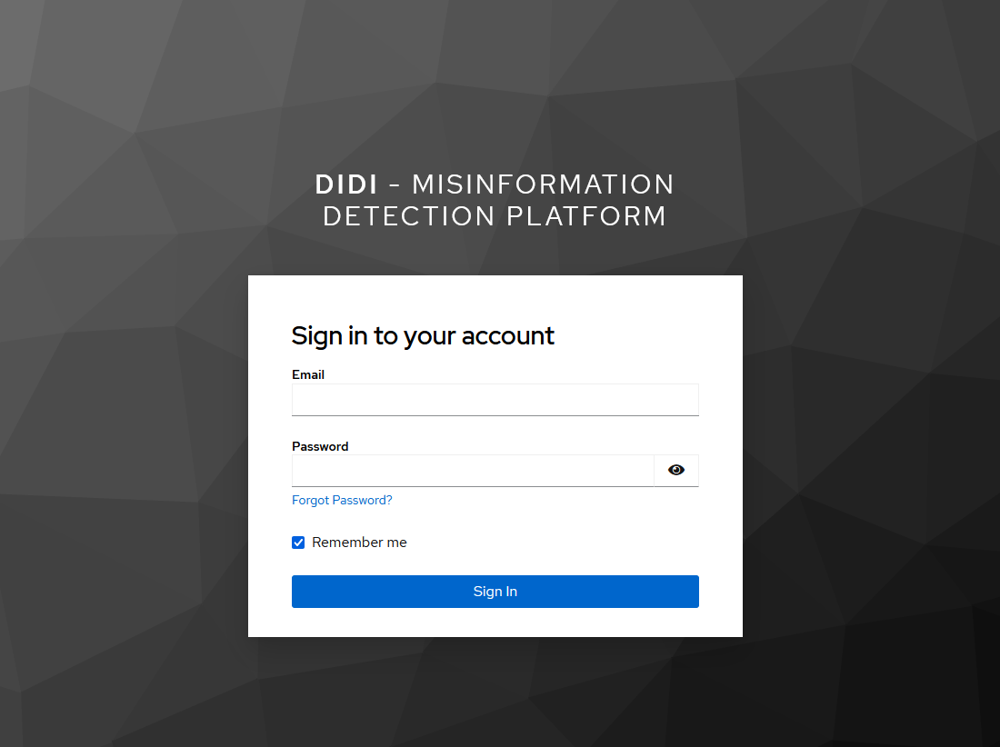 DIDI - MISINFORMATION
DETECTION PLATFORM
Sign in to your account
Email
Password
Forgot Password?
Remember me
Sign In